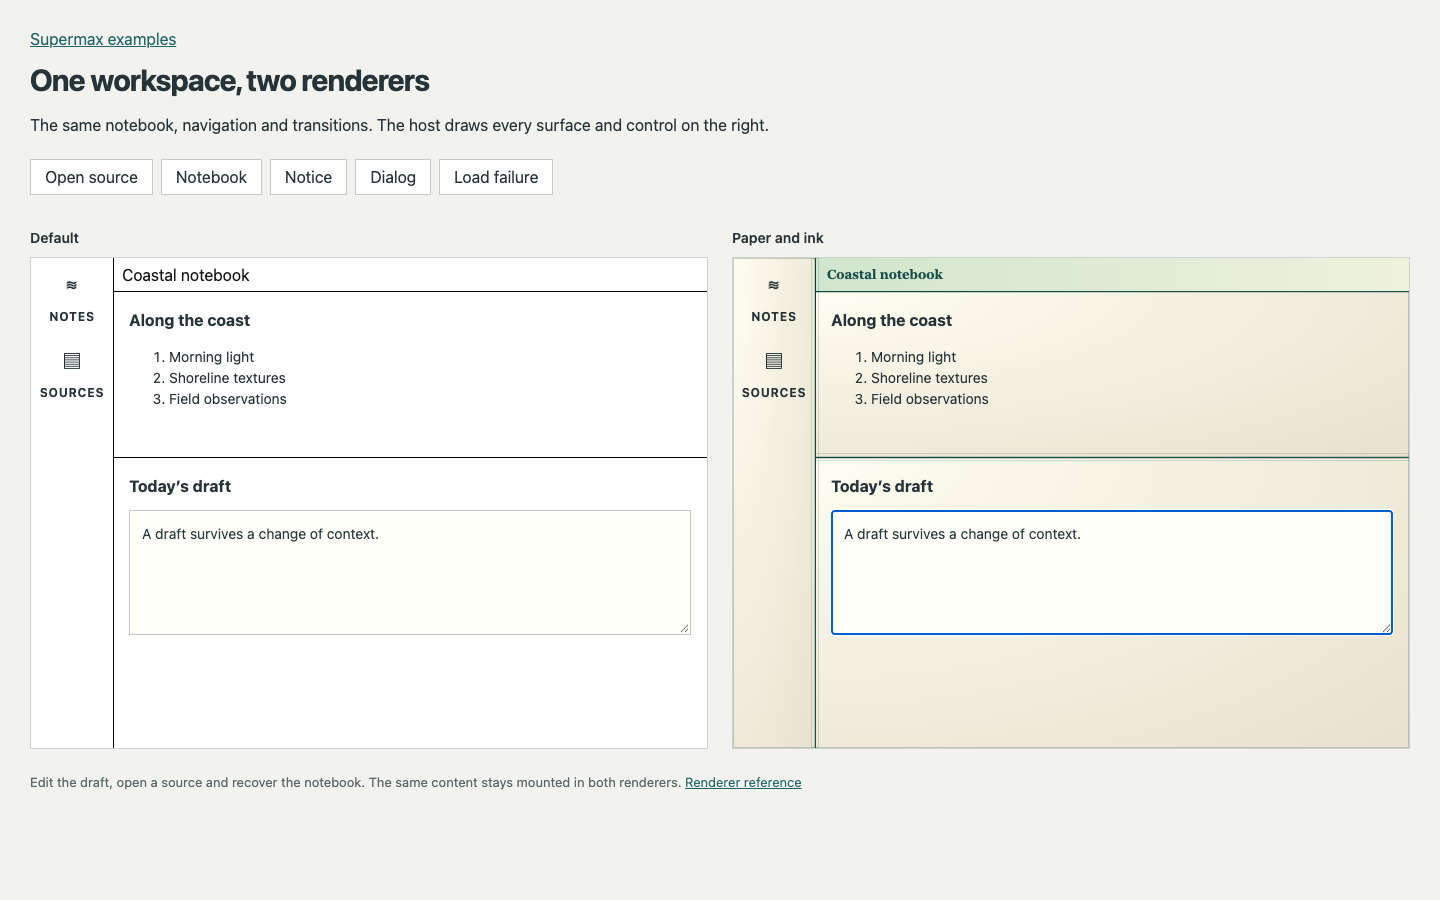 Supermax examples
One workspace, two renderers
The same notebook, navigation and transitions. The host draws every surface and control on the right.
Open source
Notebook
Notice
Dialog
Load failure
Default
NOTES
SOURCES
Coastal notebook
Along the coast
1. Morning light
2. Shoreline textures
3. Field observations
Today’s draft
A draft survives a change of context.
Paper and ink
NOTES
SOURCES
Coastal notebook
Along the coast
1. Morning light
2. Shoreline textures
3. Field observations
Today’s draft
A draft survives a change of context.
Edit the draft, open a source and recover the notebook. The same content stays mounted in both renderers. Renderer reference